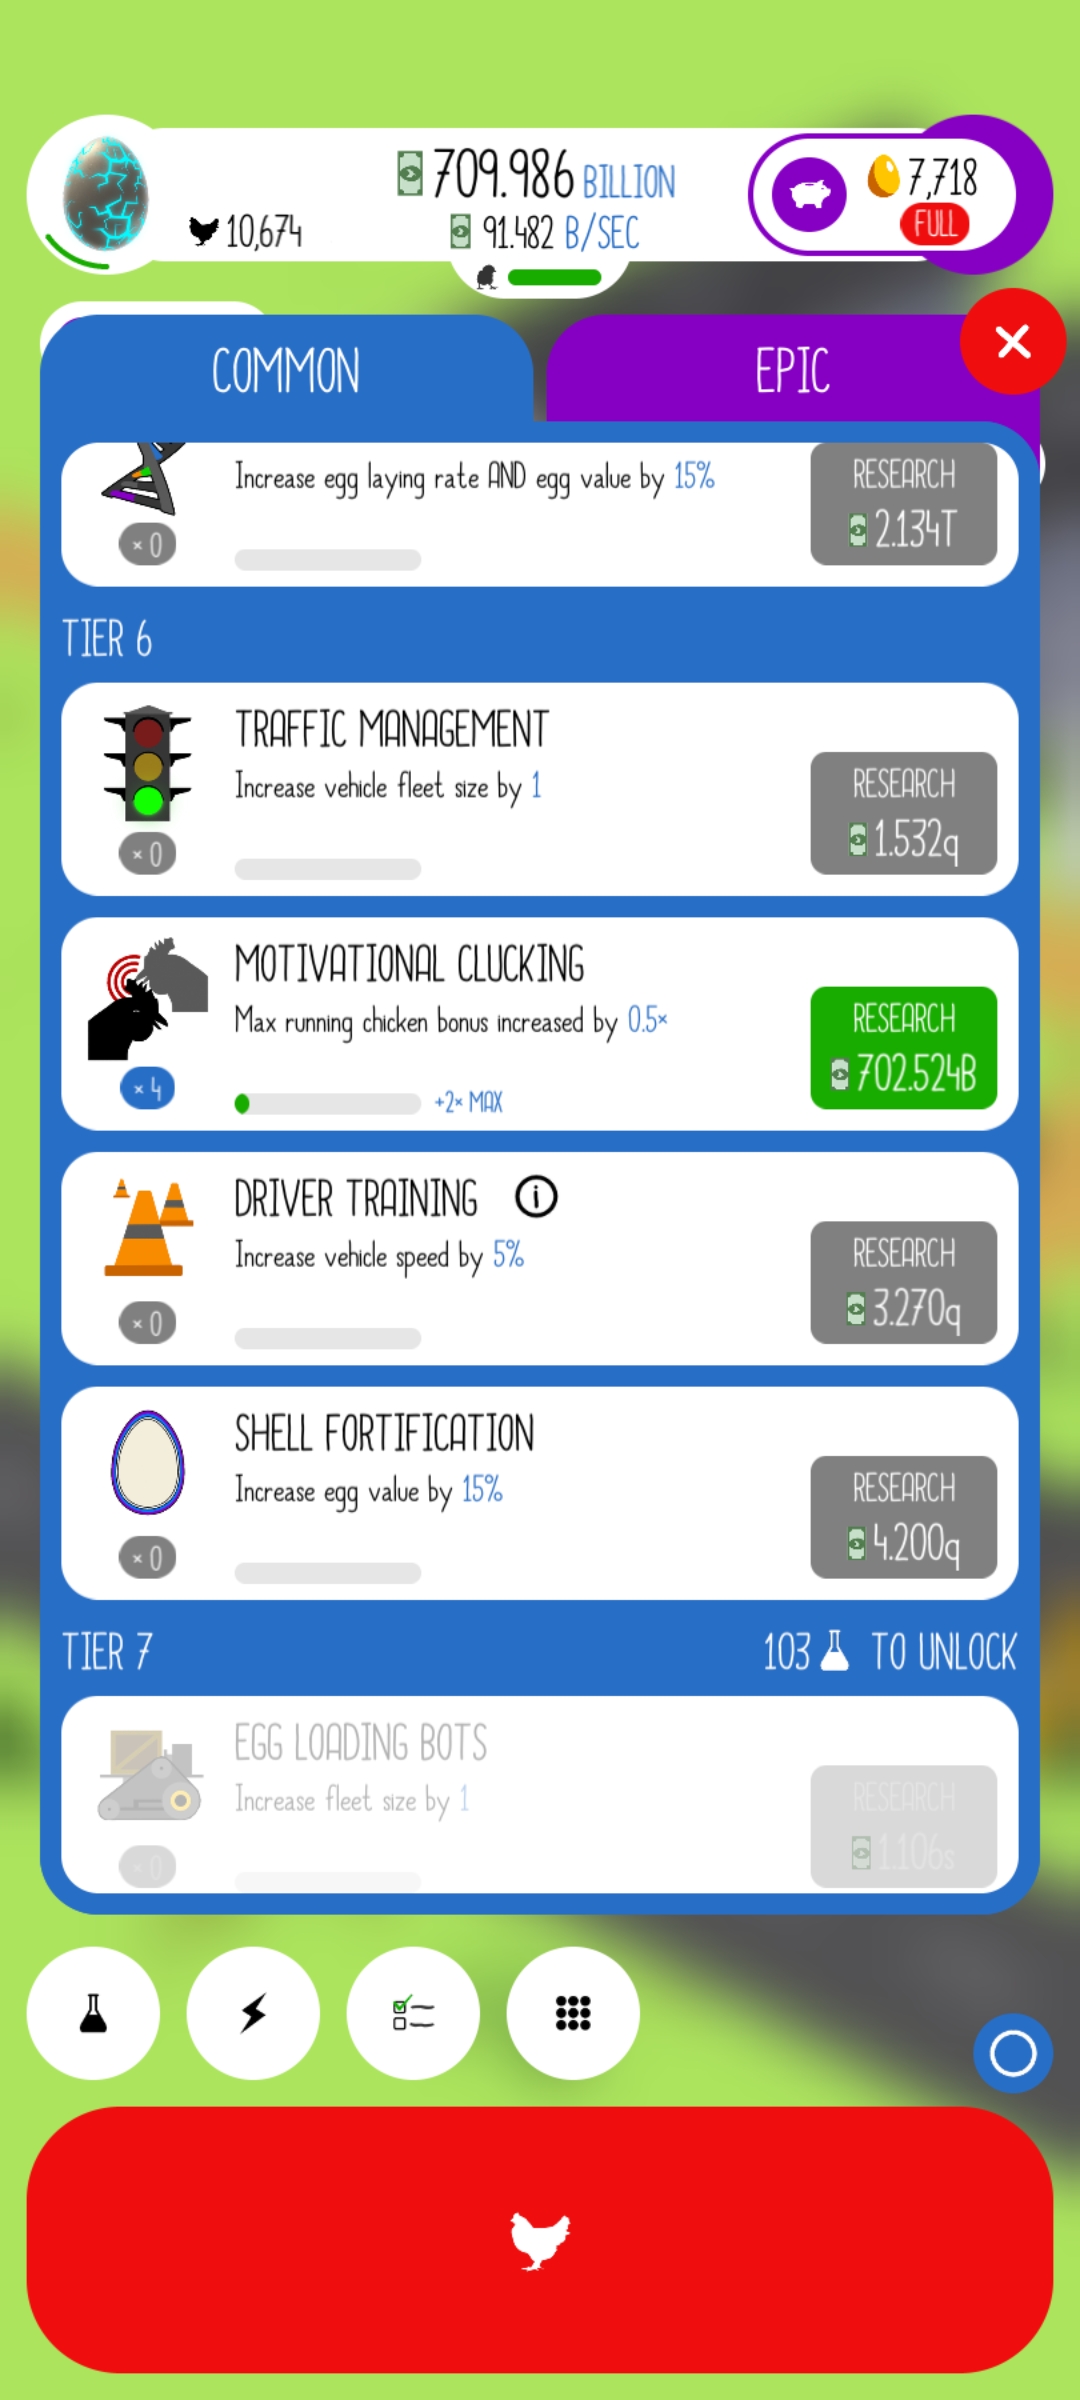 709.986 BILLION
7,718
10,674
91.482 B/SEC
FULL
COMMON
EPIC
Increase egg laying rate AND egg value by 15%
× 0
RESEARCH
2.134T
TIER 6
TRAFFIC MANAGEMENT
Increase vehicle fleet size by 1
× 0
RESEARCH
1.532q
MOTIVATIONAL CLUCKING
Max running chicken bonus increased by 0.5×
× 4
+2× MAX
RESEARCH
702.524B
DRIVER TRAINING
Increase vehicle speed by 5%
× 0
RESEARCH
3.270q
SHELL FORTIFICATION
Increase egg value by 15%
× 0
RESEARCH
4.200q
TIER 7
103 TO UNLOCK
EGG LOADING BOTS
Increase fleet size by 1
× 0
RESEARCH
1.106s